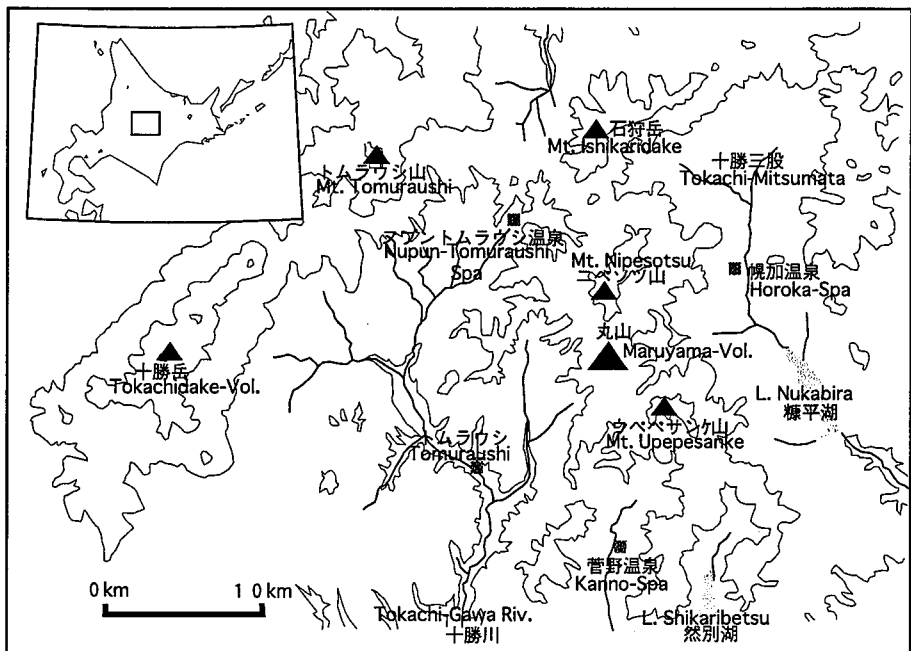 石狩岳
Mt. Ishikaridake
十勝三股
Tokachi-Mitsumata
トムラウシ山
Mt. Tomuraushi
ヌプントムラウシ温泉
Nupun-Tomuraushi
Spa
Mt. Nipesotsu
ニペソツ山
幌加温泉
Horoka-Spa
丸山
Maruyama-Vol.
十勝岳
Tokachidake-Vol.
L. Nukabira
糠平湖
ウペペサンケ山
Mt. Upepesanke
トムラウシ
Tomuraushi
菅野温泉
Kanno-Spa
0km 10km
Tokachi-Gawa Riv.
十勝川
L. Shikaribetsu
然別湖